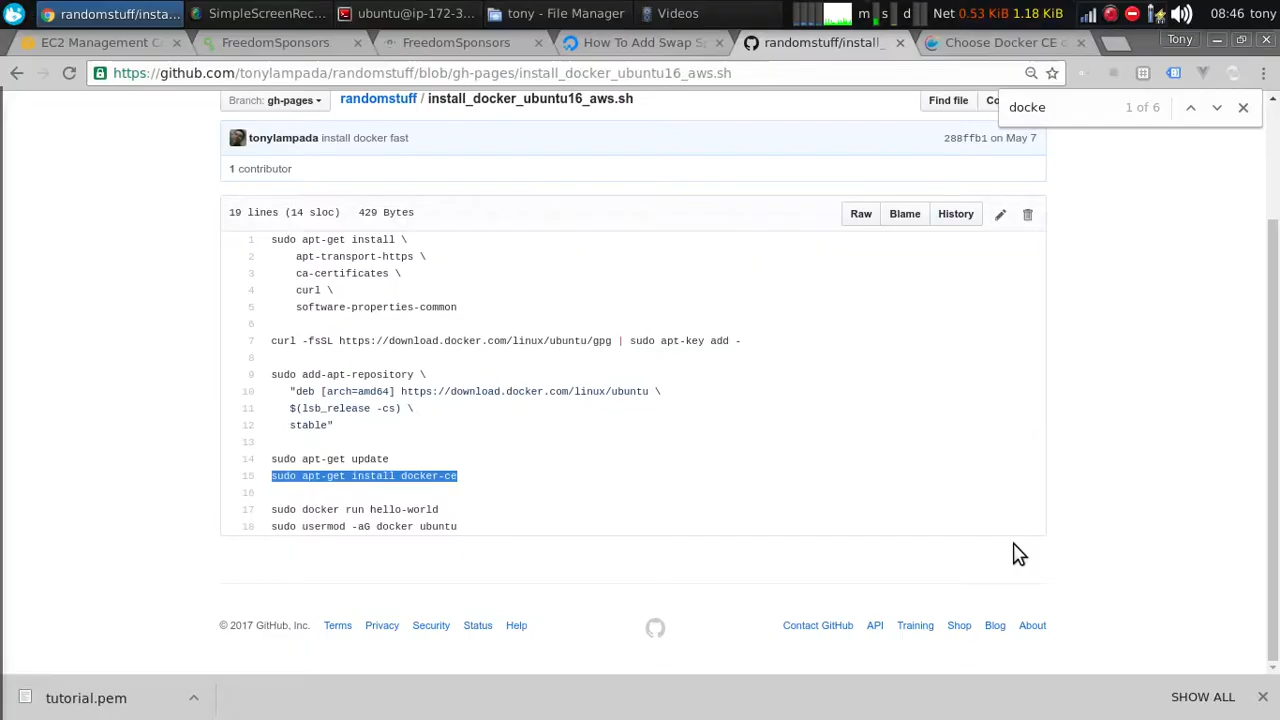 randomstuff/insta...
SimpleScreenRec...
ubuntu@ip-172-3...
tony - File Manager
Videos
m s d Net 0.53 KiB 1.18 KiB
08:46 ton
EC2 Management C
FreedomSponsors
FreedomSponsors
How To Add Swap S
randomstuff/install_
Choose Docker CE
Tony
https://github.com/tonylampada/randomstuff/blob/gh-pages/install_docker_ubuntu16_aws.sh
docke 1 of 6
Branch: gh-pages randomstuff / install_docker_ubuntu16_aws.sh Find file Co
tonylampada install docker fast 288ffb1 on May 7
1 contributor
19 lines (14 sloc) 429 Bytes Raw Blame History
1 sudo apt-get install \
2 apt-transport-https \
3 ca-certificates \
4 curl \
5 software-properties-common
6
7 curl -fsSL https://download.docker.com/linux/ubuntu/gpg | sudo apt-key add -
8
9 sudo add-apt-repository \
10 "deb [arch=amd64] https://download.docker.com/linux/ubuntu \
11 $(lsb_release -cs) \
12 stable"
13
14 sudo apt-get update
15 sudo apt-get install docker-ce
16
17 sudo docker run hello-world
18 sudo usermod -aG docker ubuntu
© 2017 GitHub, Inc. Terms Privacy Security Status Help Contact GitHub API Training Shop Blog About
tutorial.pem SHOW ALL